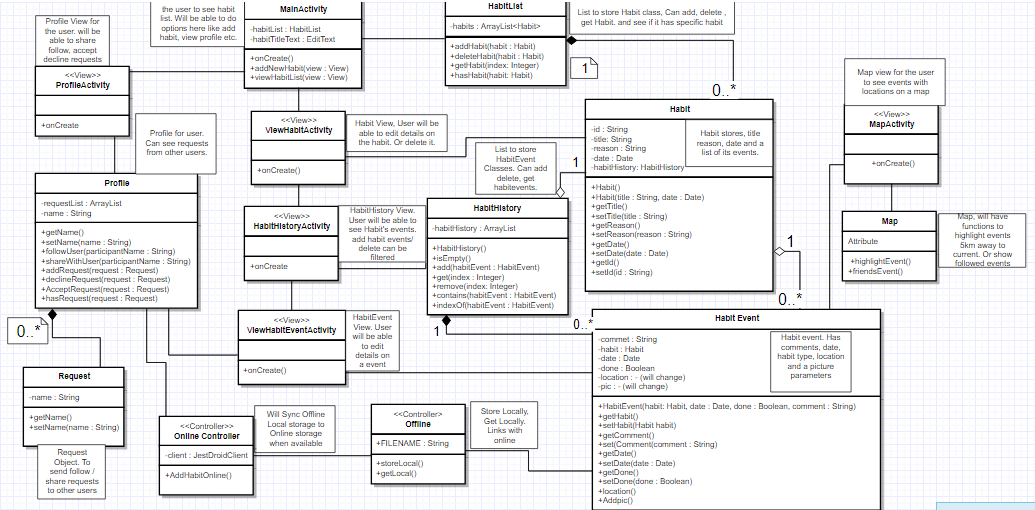 Profile View for
the user. will be
able to share
follow, accept
decline requests
the user to see habit
list. Will be able to do
options here like add
habit, view profile etc.
MainActivity
-habitList : HabitList
-habitTitleText : EditText
+onCreate()
+addNewHabit(view : View)
+viewHabitList(view : View)
HabitList
-habits : ArrayList<Habit>
+addHabit(habit : Habit)
+deleteHabit(habit : Habit)
+getHabit(index: Integer)
+hasHabit(habit: Habit)
List to store Habit class, Can add, delete ,
get Habit. and see if it has specific habit
1
0..*
<<View>>
ProfileActivity
+onCreate
Profile for user.
Can see requests
from other users.
<<View>>
ViewHabitActivity
+onCreate()
Habit View, User will be
able to edit details on
the habit. Or delete it.
List to store
HabitEvent
Classes. Can add
delete, get
habitevents.
1
Habit
-id : String
-title: String
-reason : String
-date : Date
-habitHistory: HabitHistory
Habit stores, title
reason, date and a
list of its events.
+Habit()
+Habit(title : String, date : Date)
+getTitle()
+setTitle(title : String)
+getReason()
+setReason(reason : String)
+getDate()
+setDate(date : Date)
+getId()
+setId(id : String)
Map view for the user
to see events with
locations on a map
<<View>>
MapActivity
+onCreate()
Map
Attribute
+highlightEvent()
+friendsEvent()
Map, will have
functions to
highlight events
5km away to
current. Or show
followed events
Profile
-requestList : ArrayList
-name : String
+getName()
+setName(name : String)
+followUser(participantName : String)
+shareWithUser(participantName : String)
+addRequest(request : Request)
+declineRequest(request : Request)
+AcceptRequest(request : Request)
+hasRequest(request : Request)
<<View>>
HabitHistoryActivity
+onCreate
HabitHistory View.
User will be able to
see Habit's events.
add habit events/
delete can be
filtered
HabitHistory
-habitHistory : ArrayList
+HabitHistory()
+isEmpty()
+add(habitEvent : HabitEvent)
+get(index : Integer)
+remove(index: Integer)
+contains(habitEvent : HabitEvent)
+indexOf(habitEvent : HabitEvent)
1
0..*
1
0..*
0..*
<<View>>
ViewHabitEventActivity
+onCreate()
HabitEvent
View. User
will be able
to edit
details on
a event
Habit Event
-commet : String
-habit : Habit
-date : Date
-done : Boolean
-location : - (will change)
-pic : - (will change)
Habit event. Has
comments, date,
habit type, location
and a picture
parameters
+HabitEvent(habit: Habit, date : Date, done : Boolean, comment : String)
+getHabit()
+setHabit(Habit habit)
+getComment()
+setComment(comment : String)
+getDate()
+setDate(date : Date)
+getDone()
+setDone(done : Boolean)
+location()
+Addpic()
Request
-name : String
+getName()
+setName(name : String)
Request
Object. To
send follow /
share requests
to other users
<<Controller>>
Online Controller
-client : JestDroidClient
+AddHabitOnline()
Will Sync Offline
Local storage to
Online storage
when available
<<Controller>
Offline
+FILENAME : String
+storeLocal()
+getLocal()
Store Locally,
Get Locally.
Links with
online